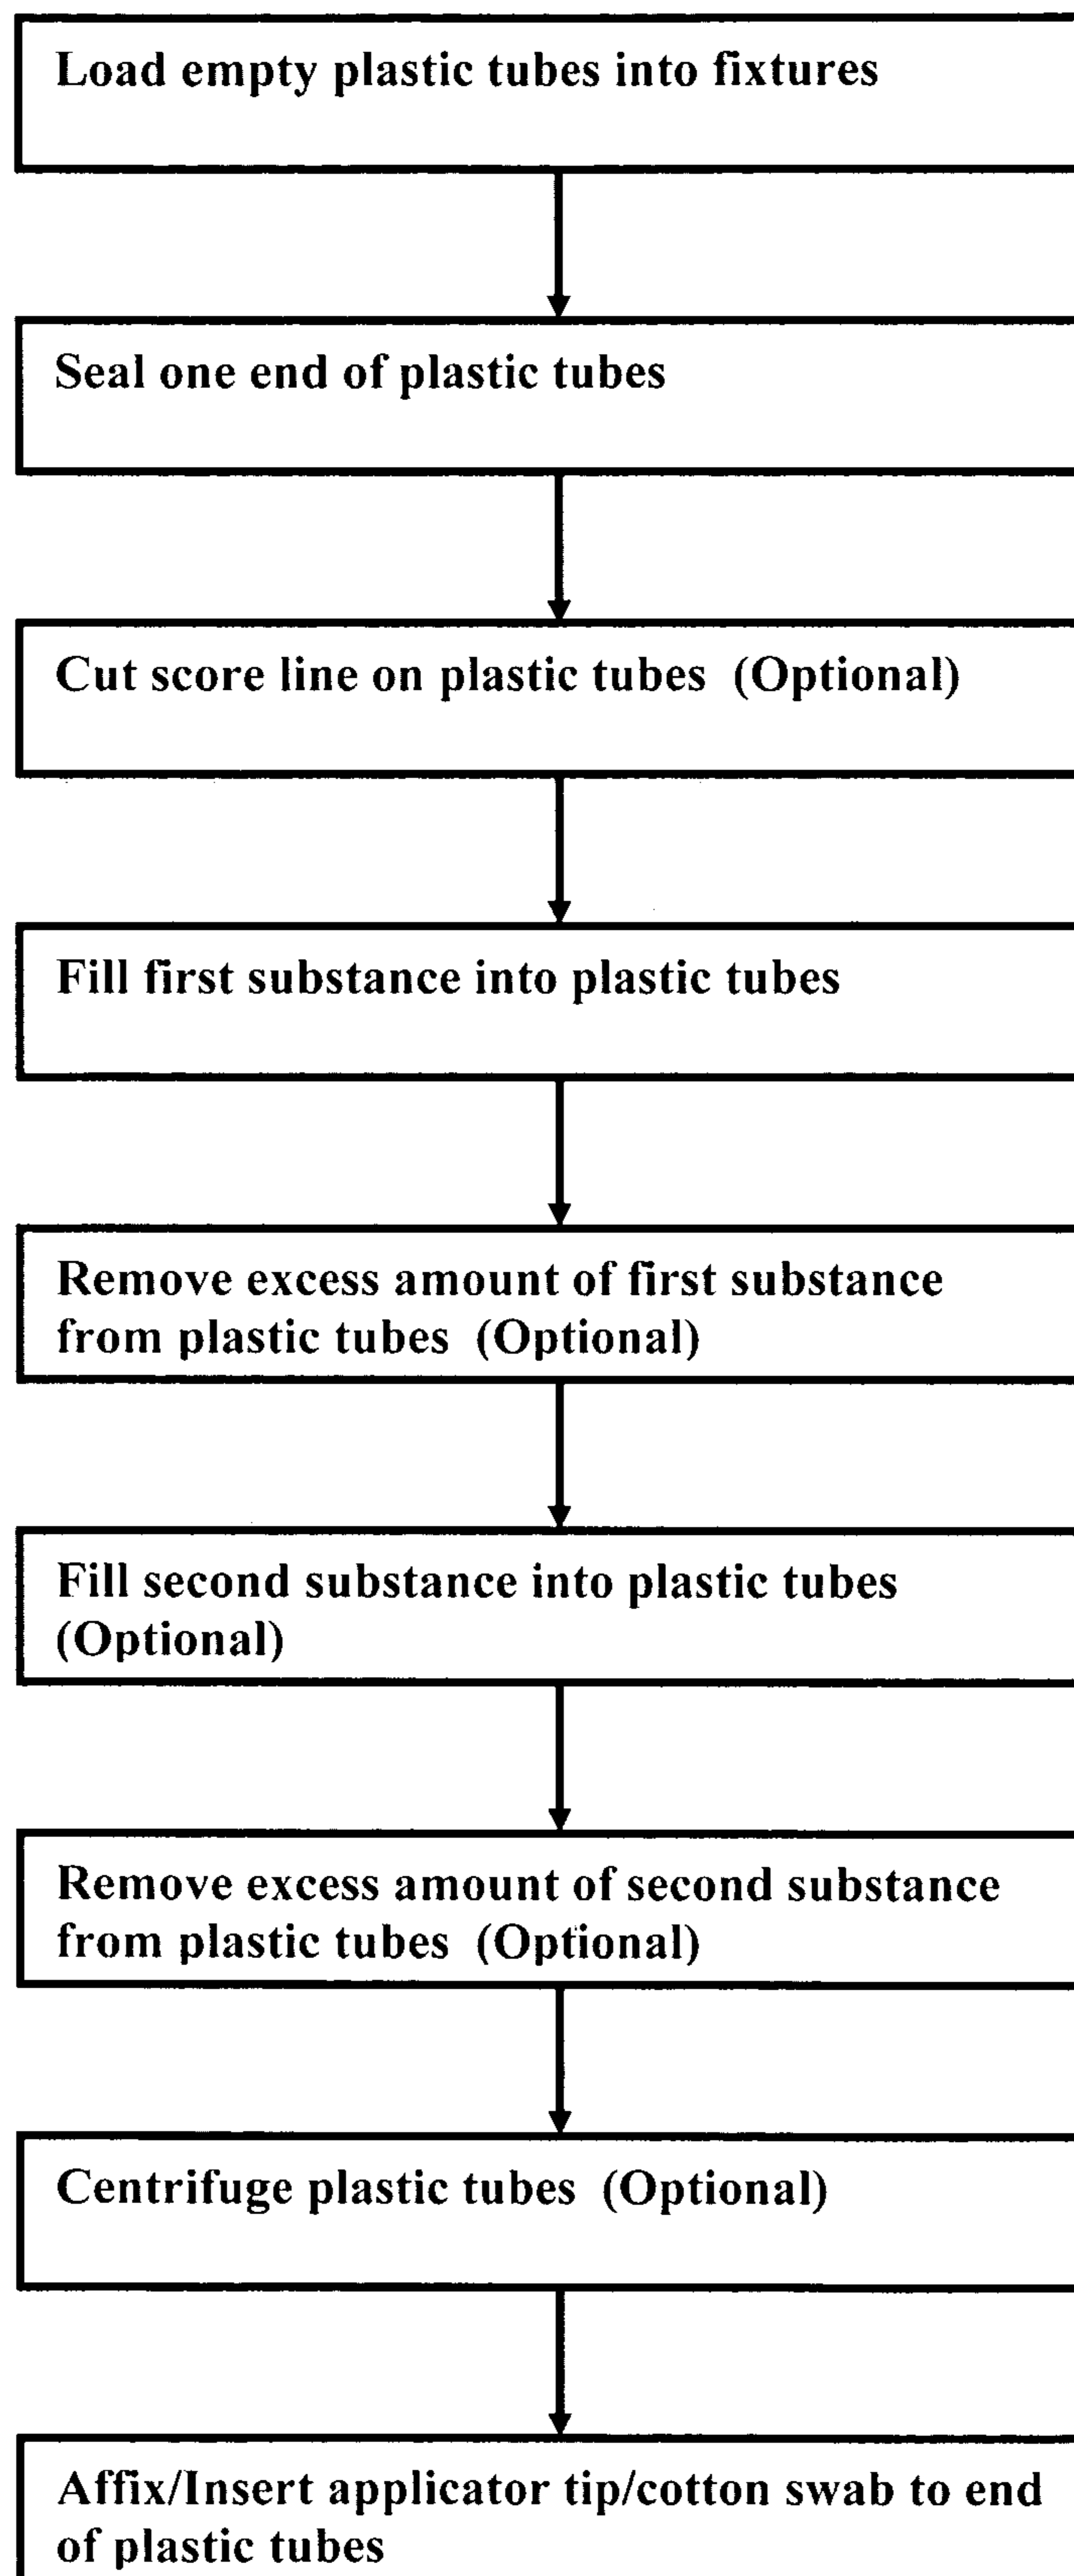 Load empty plastic tubes into fixtures
Seal one end of plastic tubes
Cut score line on plastic tubes (Optional)
Fill first substance into plastic tubes
Remove excess amount of first substance
from plastic tubes (Optional)
Fill second substance into plastic tubes
(Optional)
Remove excess amount of second substance
from plastic tubes (Optional)
Centrifuge plastic tubes (Optional)
Affix/Insert applicator tip/cotton swab to end
of plastic tubes